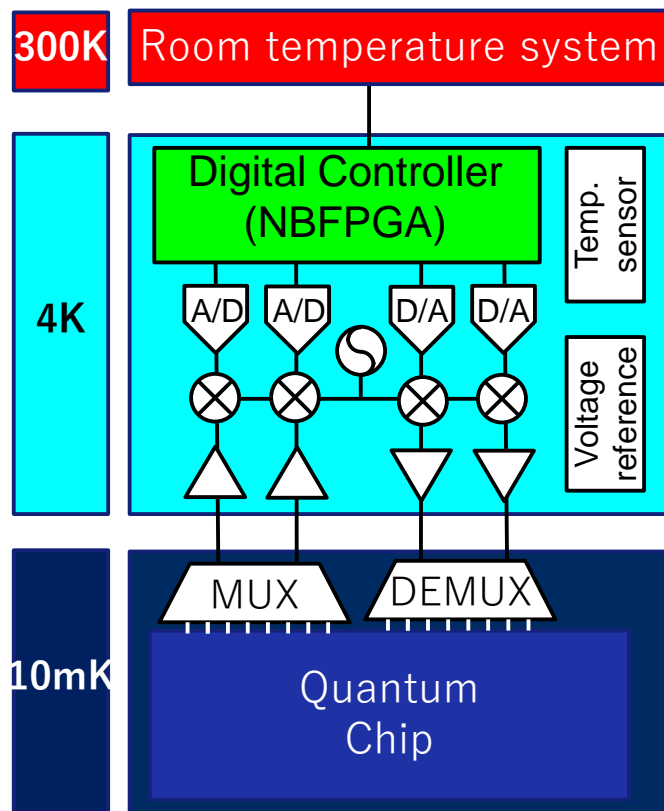 300K
Room temperature system
4K
Digital Controller
(NBFPGA)
Temp.
sensor
A/D
A/D
D/A
D/A
Voltage
reference
10mK
MUX
DEMUX
Quantum
Chip